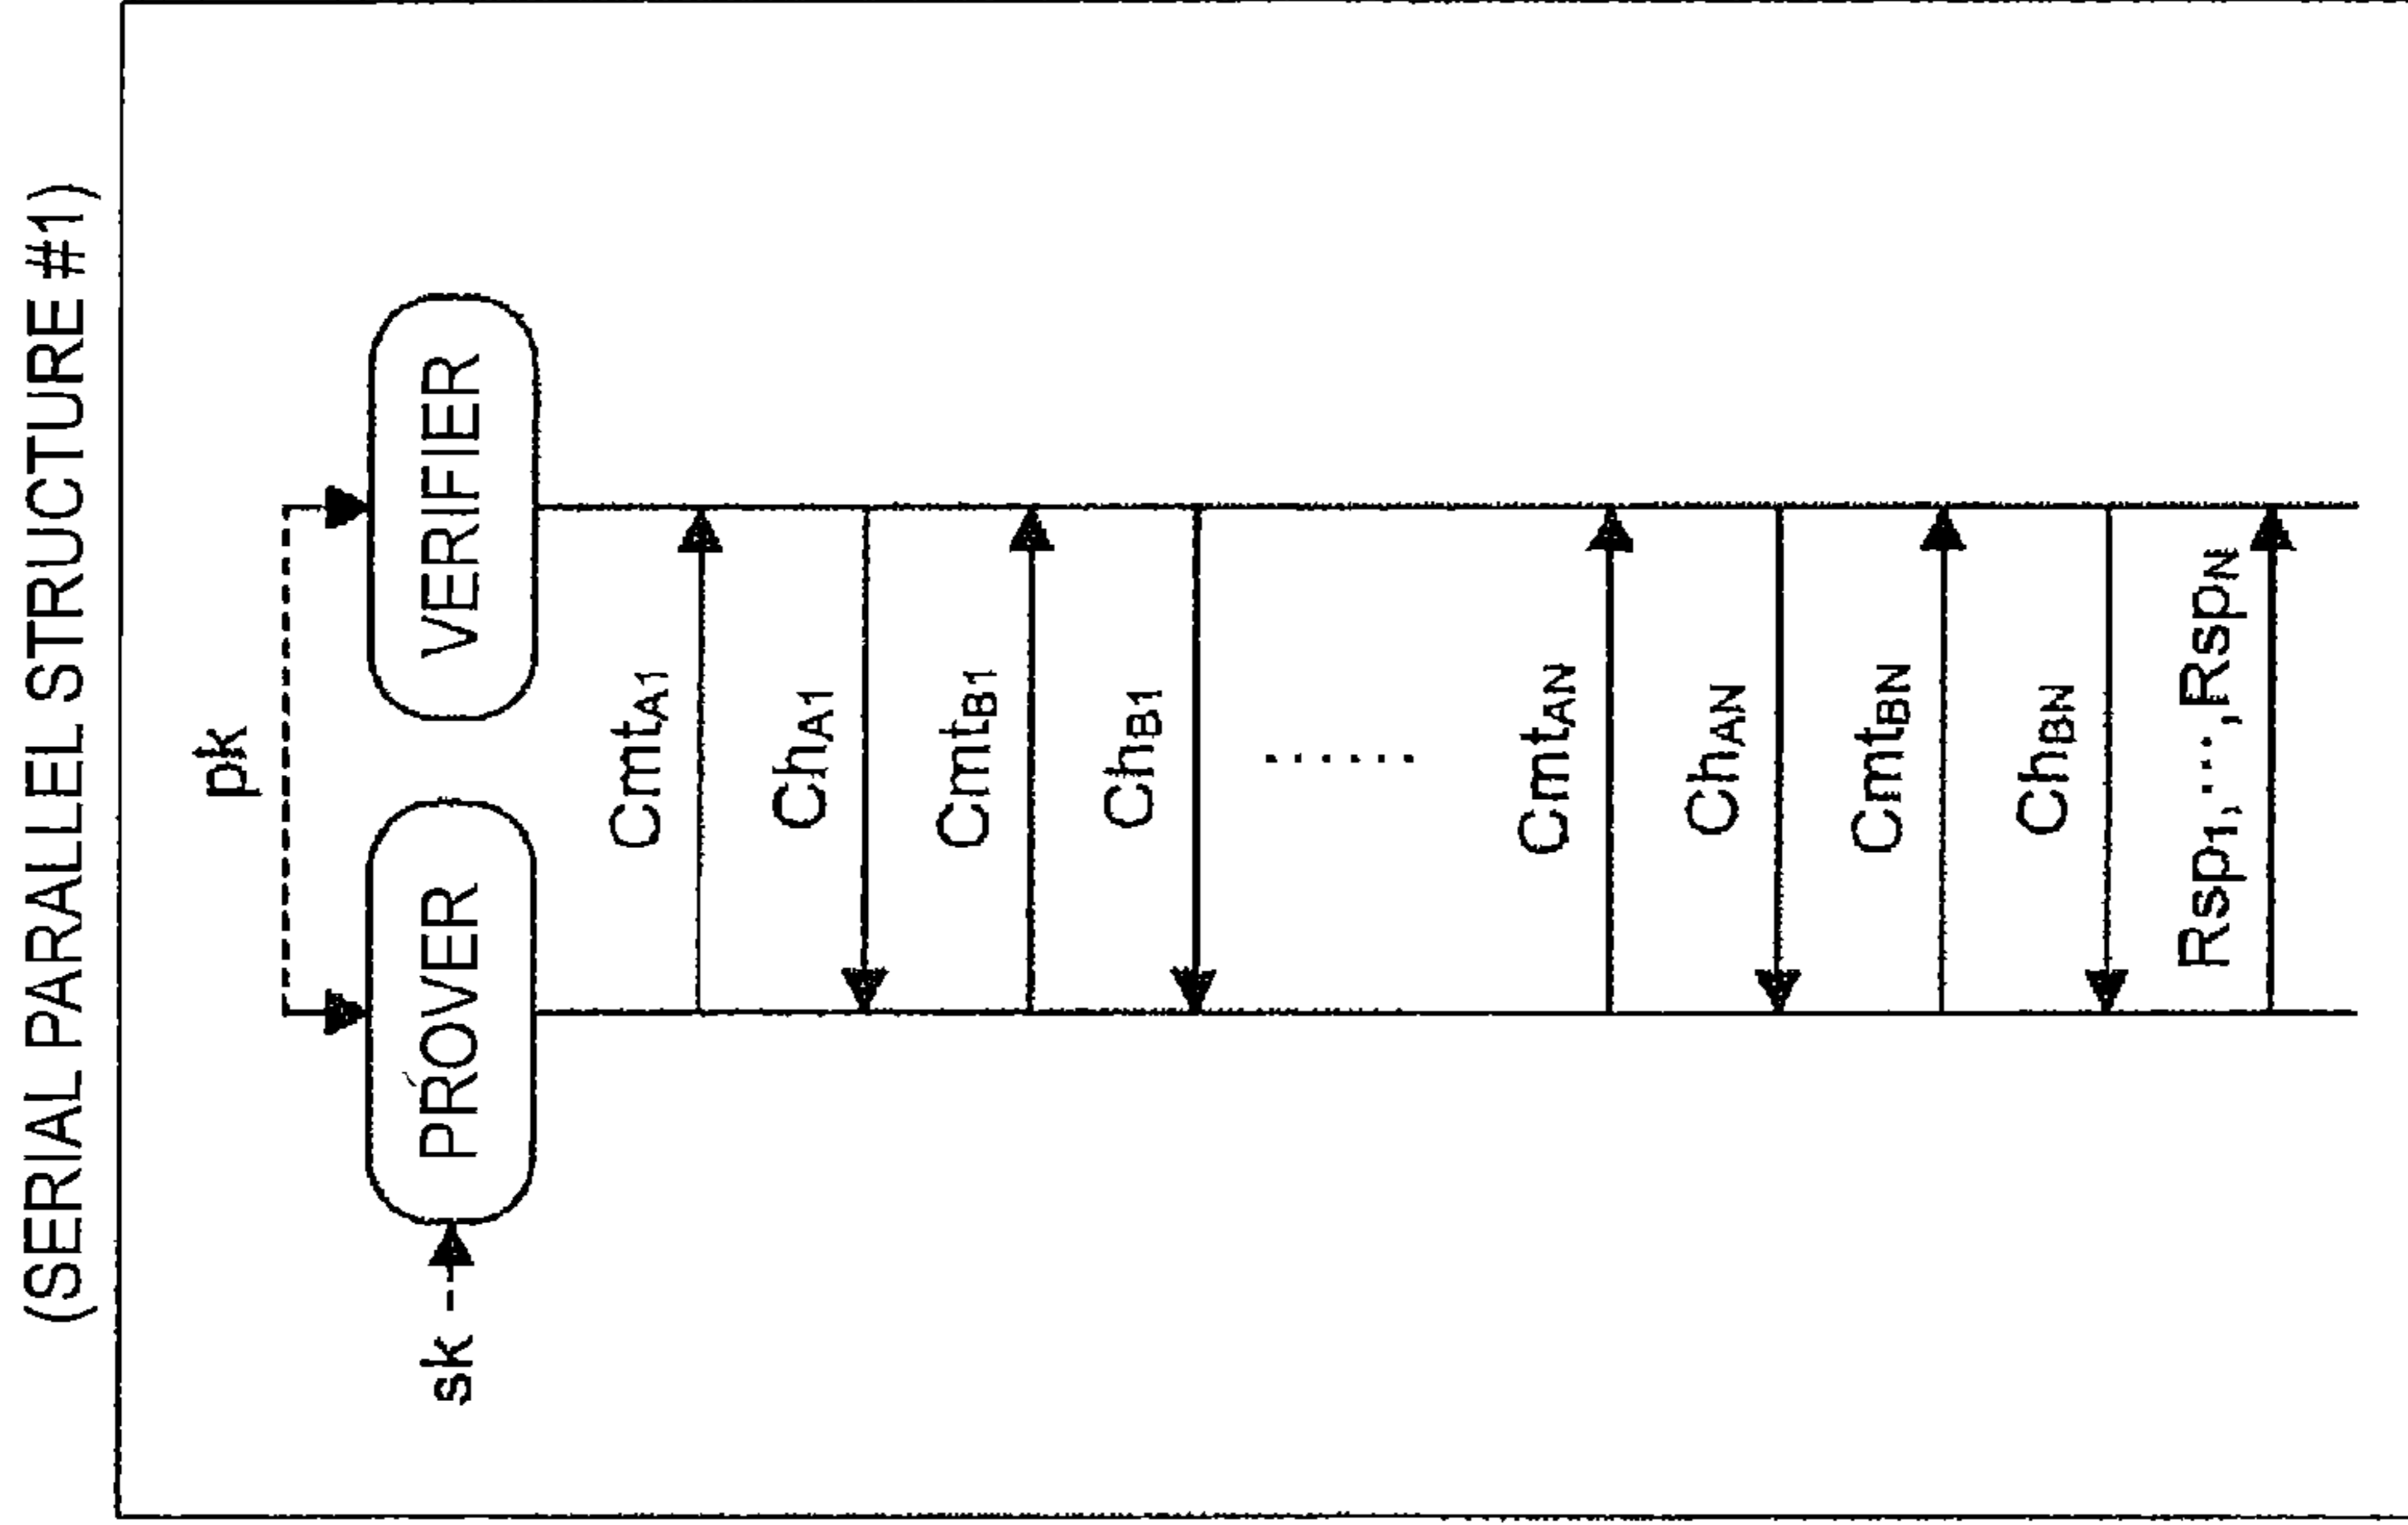 (SERIAL PARALLEL STRUCTURE #1)
pk
sk
PROVER
VERIFIER
CmtA1
ChA1
CmtB1
ChB1
......
CmtAN
ChAN
CmtBN
ChBN
Rsp1,...,RspN